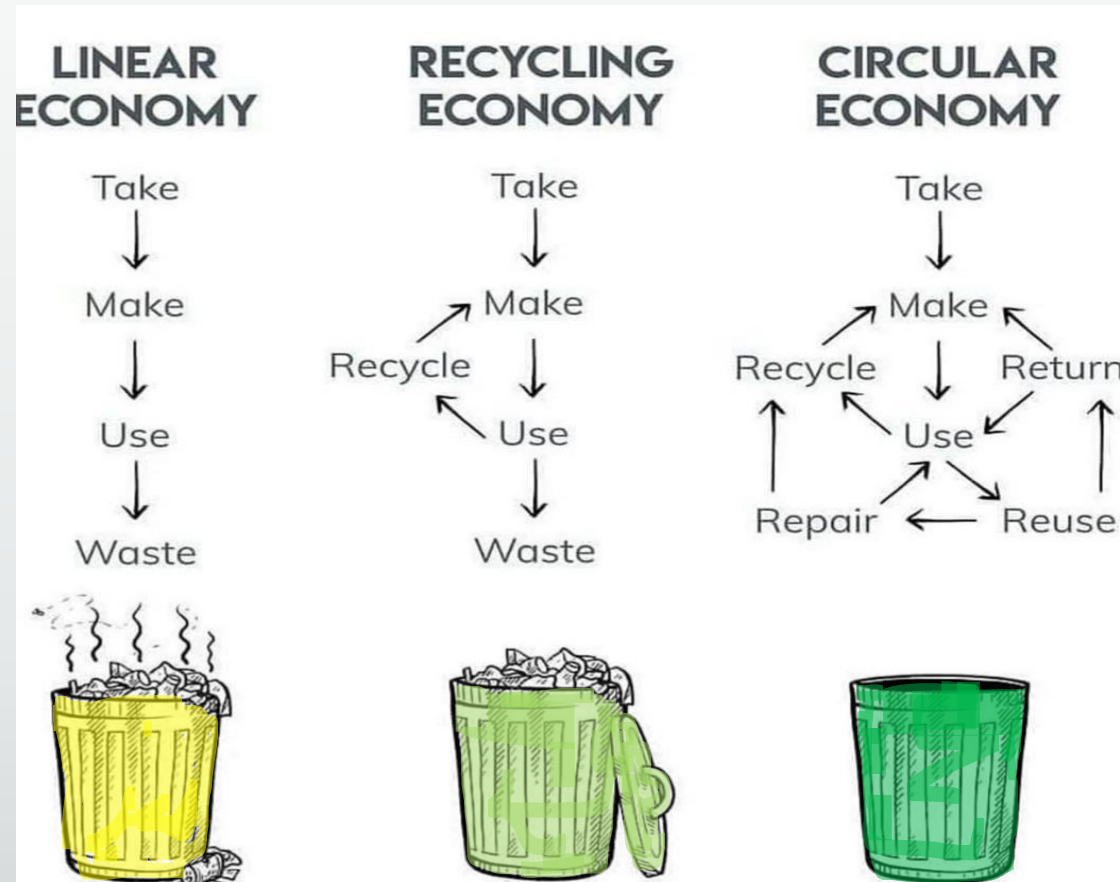 LINEAR
ECONOMY
Take
Make
Use
Waste
RECYCLING
ECONOMY
Take
Make
Recycle
Use
Waste
CIRCULAR
ECONOMY
Take
Make
Recycle
Return
Use
Repair
Reuse